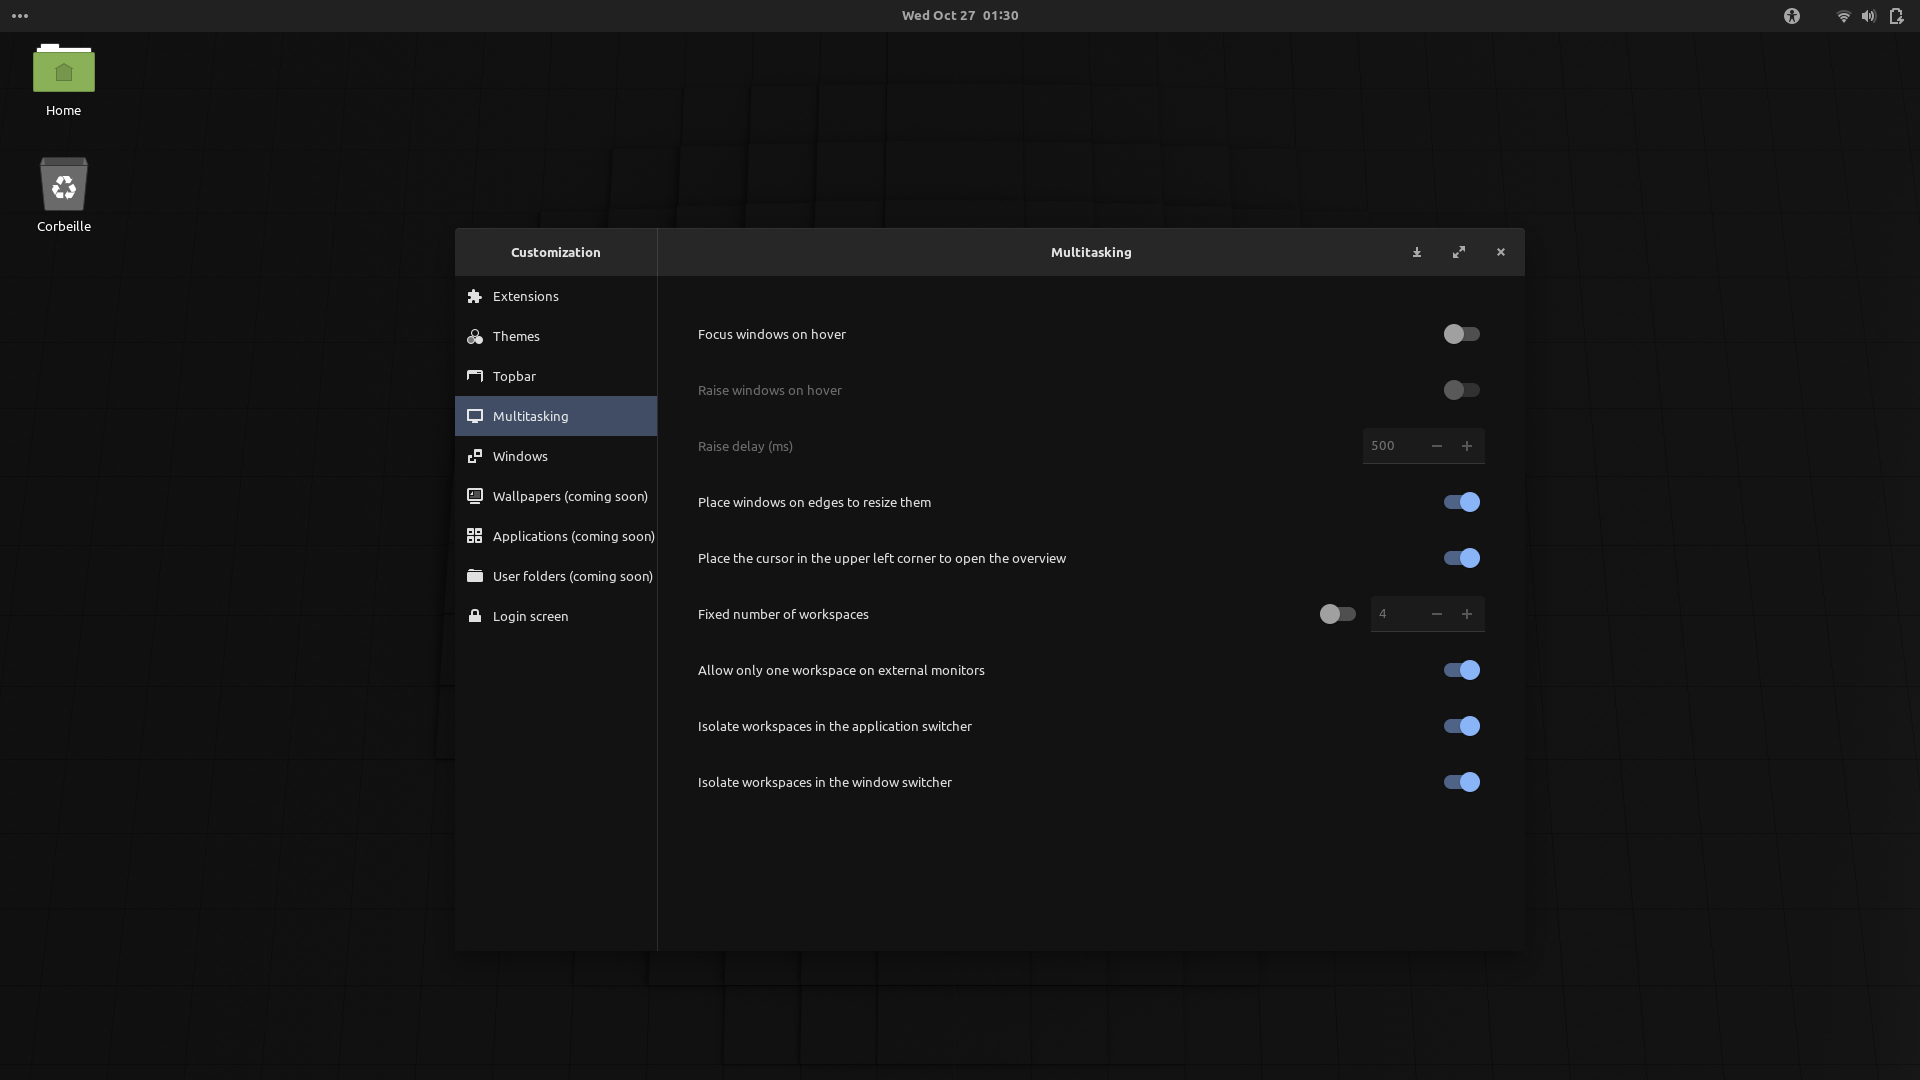 Wed Oct 27 01:30
Home
Corbeille
Customization
Multitasking
Extensions
Themes
Topbar
Multitasking
Windows
Wallpapers (coming soon)
Applications (coming soon)
User folders (coming soon)
Login screen
Focus windows on hover
Raise windows on hover
Raise delay (ms) 500
Place windows on edges to resize them
Place the cursor in the upper left corner to open the overview
Fixed number of workspaces 4
Allow only one workspace on external monitors
Isolate workspaces in the application switcher
Isolate workspaces in the window switcher